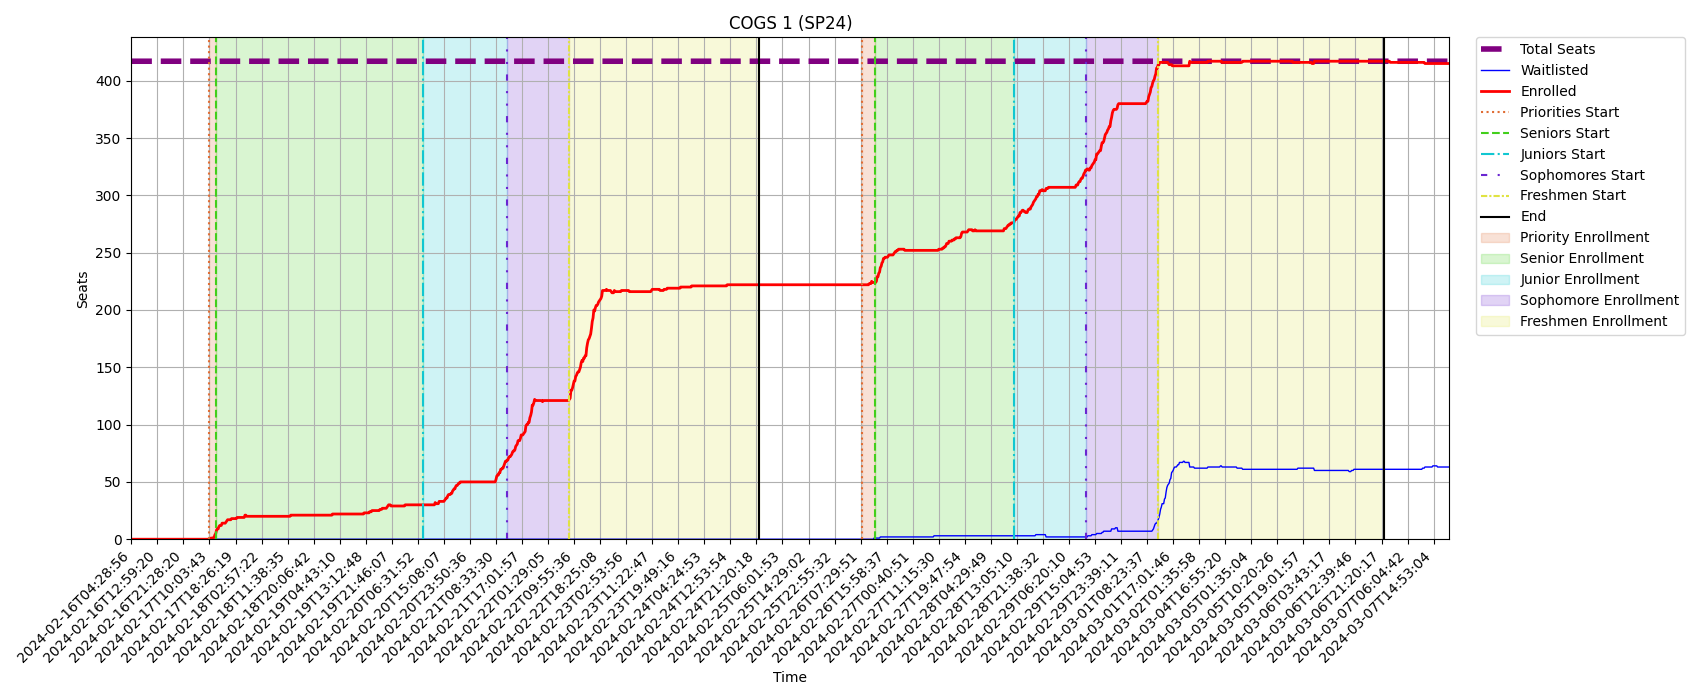 COGS 1 (SP24)
Seats
400
350
300
250
200
150
100
50
0
2024-02-16T04:28:56
2024-02-16T12:59:20
2024-02-16T21:28:20
2024-02-17T10:03:43
2024-02-17T18:26:19
2024-02-18T02:57:22
2024-02-18T11:38:35
2024-02-18T20:06:42
2024-02-19T04:43:10
2024-02-19T13:12:48
2024-02-19T21:46:07
2024-02-20T06:31:52
2024-02-20T15:08:07
2024-02-20T23:50:36
2024-02-21T08:33:30
2024-02-21T17:01:57
2024-02-22T01:29:05
2024-02-22T09:55:36
2024-02-22T18:25:08
2024-02-23T02:53:56
2024-02-23T11:22:47
2024-02-23T19:49:16
2024-02-24T04:24:53
2024-02-24T12:53:54
2024-02-24T21:20:18
2024-02-25T06:01:53
2024-02-25T14:29:02
2024-02-25T22:55:32
2024-02-26T07:29:51
2024-02-26T15:58:37
2024-02-27T00:40:51
2024-02-27T11:15:30
2024-02-27T19:47:54
2024-02-28T04:29:49
2024-02-28T13:05:10
2024-02-28T21:38:32
2024-02-29T06:20:10
2024-02-29T15:04:53
2024-02-29T23:39:11
2024-03-01T08:23:37
2024-03-01T17:01:46
2024-03-02T01:35:58
2024-03-04T16:55:20
2024-03-05T01:35:04
2024-03-05T10:20:26
2024-03-05T19:01:57
2024-03-06T03:43:17
2024-03-06T12:39:46
2024-03-06T21:20:17
2024-03-07T06:04:42
2024-03-07T14:53:04
Time
Total Seats
Waitlisted
Enrolled
Priorities Start
Seniors Start
Juniors Start
Sophomores Start
Freshmen Start
End
Priority Enrollment
Senior Enrollment
Junior Enrollment
Sophomore Enrollment
Freshmen Enrollment